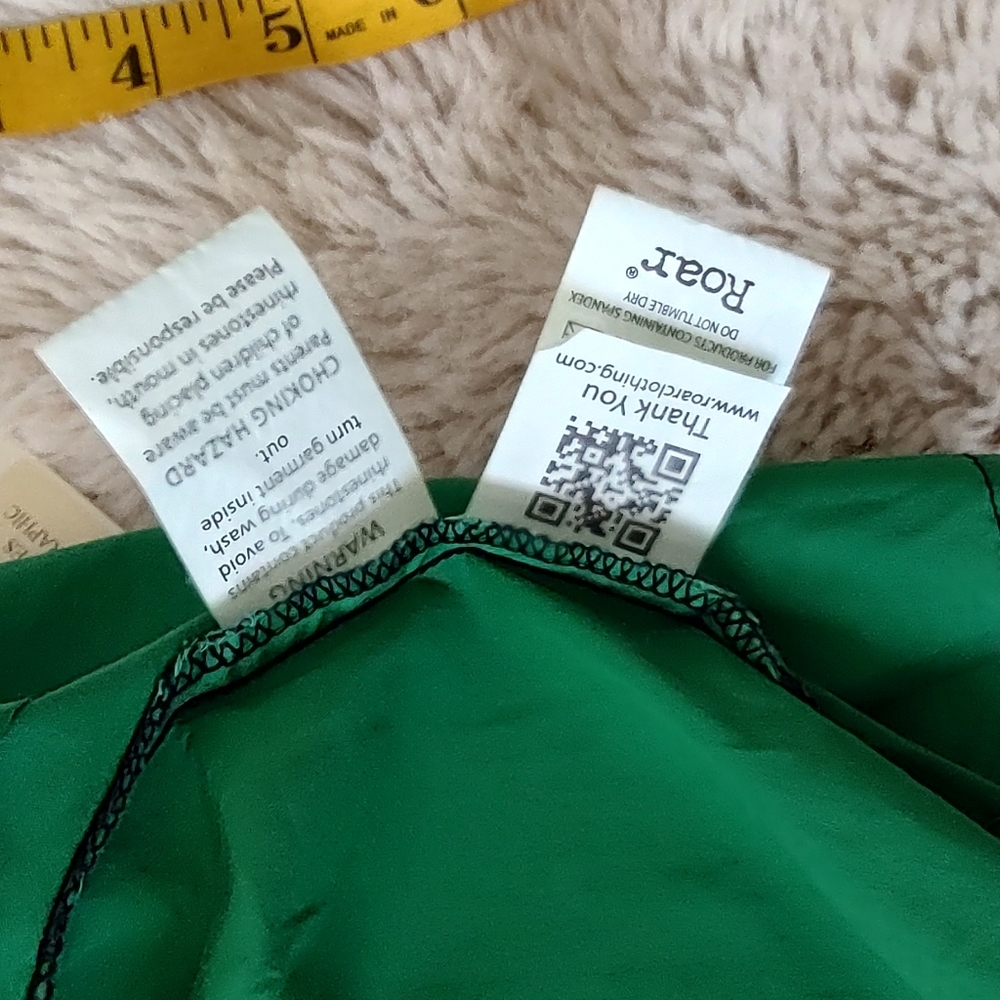 4
5
MADE IN
WARNING
This product contains
rhinestones. To avoid
damage during wash,
turn garment inside
out.
CHOKING HAZARD
Parents must be aware
of children placing
rhinestones in mouth,
Please be responsible.
Thank You
www.roarclothing.com
FOR PRODUCTS CONTAINING SPANDEX
DO NOT TUMBLE DRY
Roar®